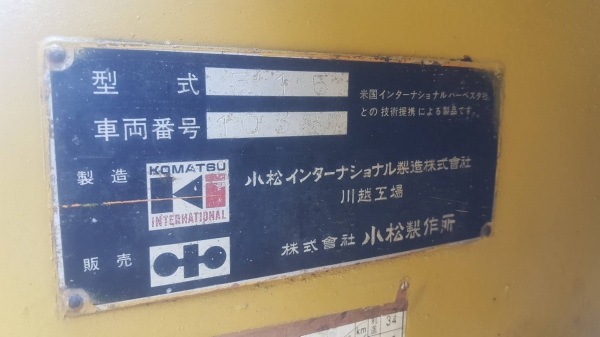 型式
米国インターナショナルハーベスタ社
との技術提携による製品です。
車両番号
製造
KOMATSU
INTERNATIONAL
小松インターナショナル製造株式會社
川越工場
販売
株式會社 小松製作所
km
34